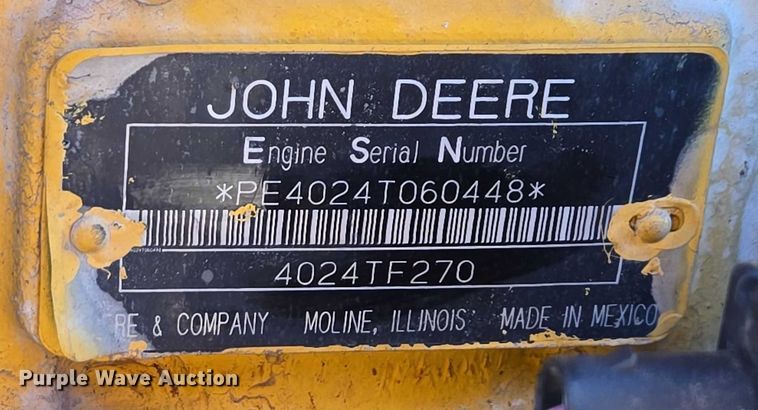 JOHN DEERE
Engine Serial Number
*PE4024T060448*
4024TF270
RE & COMPANY MOLINE, ILLINOIS MADE IN MEXICO
Purple Wave Auction